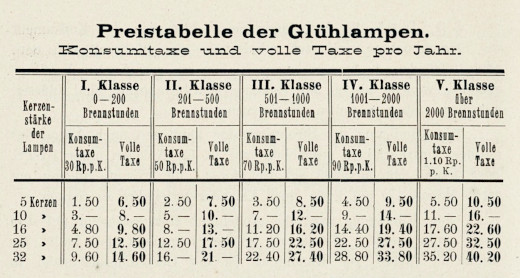 Preistabelle der Glühlampen.
Konsumtaxe und volle Taxe pro Jahr.
Kerzenstärke der Lampen | I. Klasse 0—200 Brennstunden | II. Klasse 201—500 Brennstunden | III. Klasse 501—1000 Brennstunden | IV. Klasse 1001—2000 Brennstunden | V. Klasse über 2000 Brennstunden
Konsumtaxe 30 Rp. p. K. | Volle Taxe | Konsumtaxe 50 Rp. p. K. | Volle Taxe | Konsumtaxe 70 Rp. p. K. | Volle Taxe | Konsumtaxe 90 Rp. p. K. | Volle Taxe | Konsumtaxe 1.10 Rp. p. K. | Volle Taxe
5 Kerzen | 1. 50 | 6. 50 | 2. 50 | 7. 50 | 3. 50 | 8. 50 | 4. 50 | 9. 50 | 5. 50 | 10. 50
10 » | 3. — | 8. — | 5. — | 10. — | 7. — | 12. — | 9. — | 14. — | 11. — | 16. —
16 » | 4. 80 | 9. 80 | 8. — | 13. — | 11. 20 | 16. 20 | 14. 40 | 19. 40 | 17. 60 | 22. 60
25 » | 7. 50 | 12. 50 | 12. 50 | 17. 50 | 17. 50 | 22. 50 | 22. 50 | 27. 50 | 27. 50 | 32. 50
32 » | 9. 60 | 14. 60 | 16. — | 21. — | 22. 40 | 27. 40 | 28. 80 | 33. 80 | 35. 20 | 40. 20